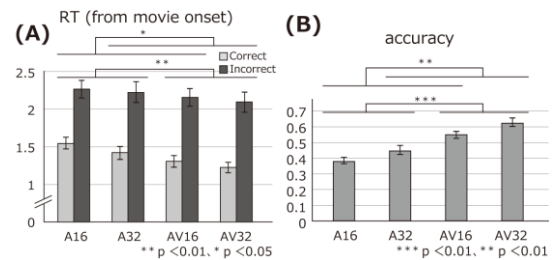 RT (from movie onset)
(A)
*
Correct
Incorrect
**
2.5
2
1.5
1
0
A16 A32 AV16 AV32
** p <0.01、* p <0.05
(B)
accuracy
**
***
0.7
0.6
0.5
0.4
0.3
0.2
0.1
0
A16 A32 AV16 AV32
*** p <0.01、** p <0.01